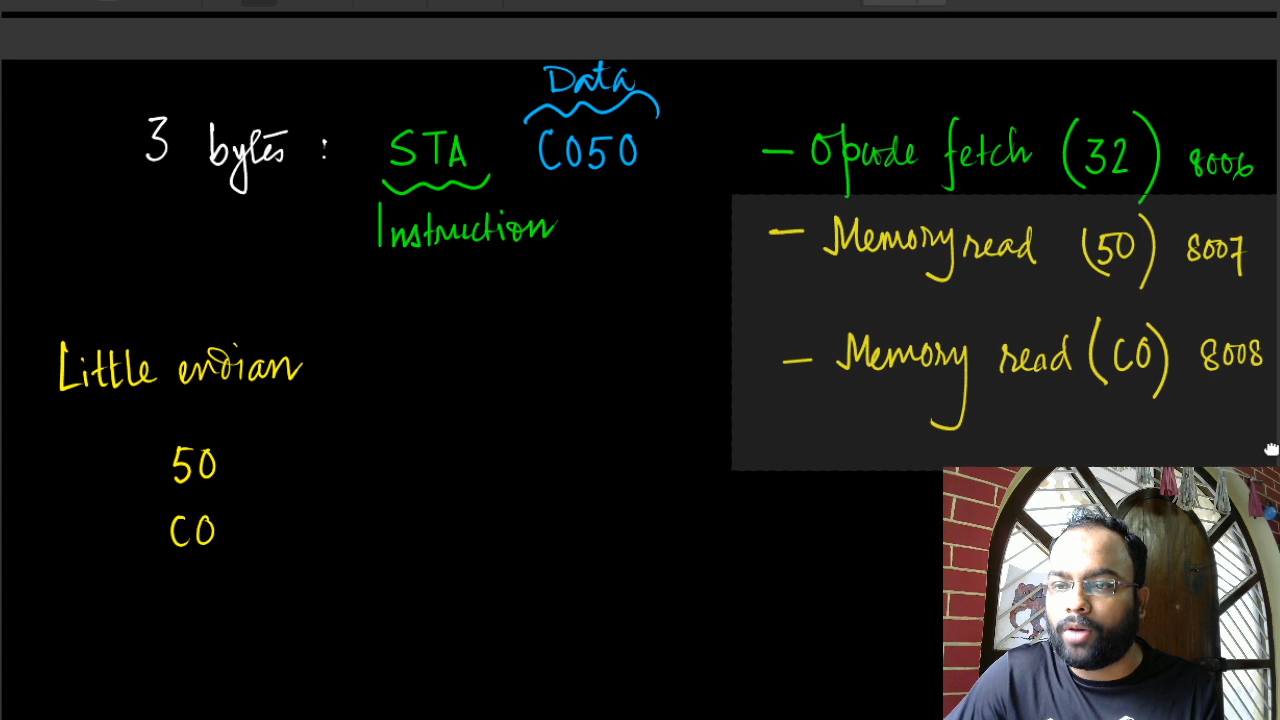 Data
3 bytes : STA C050
Instruction
- Opcode fetch (32) 8006
- Memory read (50) 8007
- Memory read (C0) 8008
Little endian
50
C0